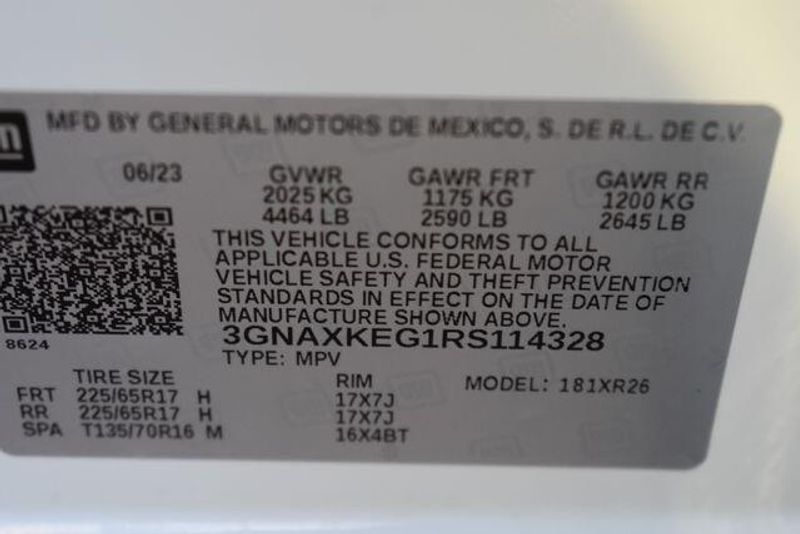 m
MFD BY GENERAL MOTORS DE MEXICO, S. DE R.L. DE C.V.
06/23 GVWR GAWR FRT GAWR RR
2025 KG 1175 KG 1200 KG
4464 LB 2590 LB 2645 LB
THIS VEHICLE CONFORMS TO ALL
APPLICABLE U.S. FEDERAL MOTOR
VEHICLE SAFETY AND THEFT PREVENTION
STANDARDS IN EFFECT ON THE DATE OF
MANUFACTURE SHOWN ABOVE.
3GNAXKEG1RS114328
8624
TYPE: MPV
TIRE SIZE RIM MODEL: 181XR26
FRT 225/65R17 H 17X7J
RR 225/65R17 H 17X7J
SPA T135/70R16 M 16X4BT